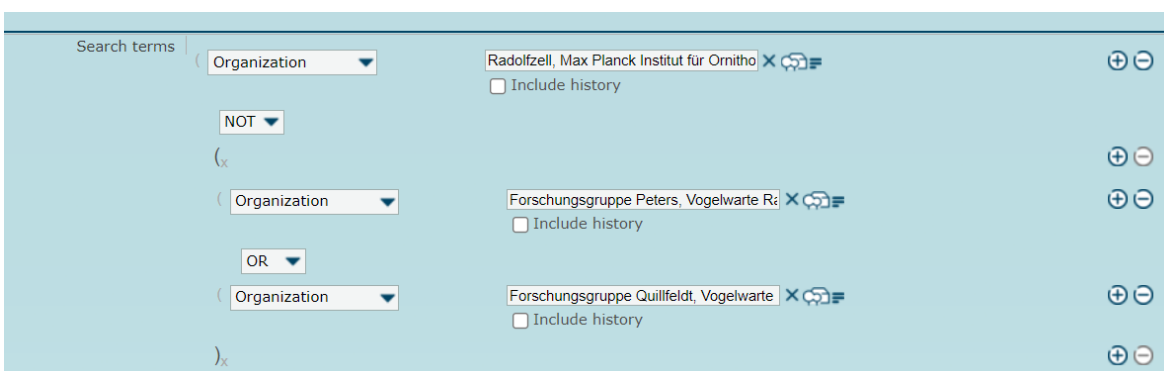 Search terms ( Organization Radolfzell, Max Planck Institut für Ornitho
Include history
NOT
(x
( Organization Forschungsgruppe Peters, Vogelwarte Ra
Include history
OR
( Organization Forschungsgruppe Quillfeldt, Vogelwarte
Include history
)x